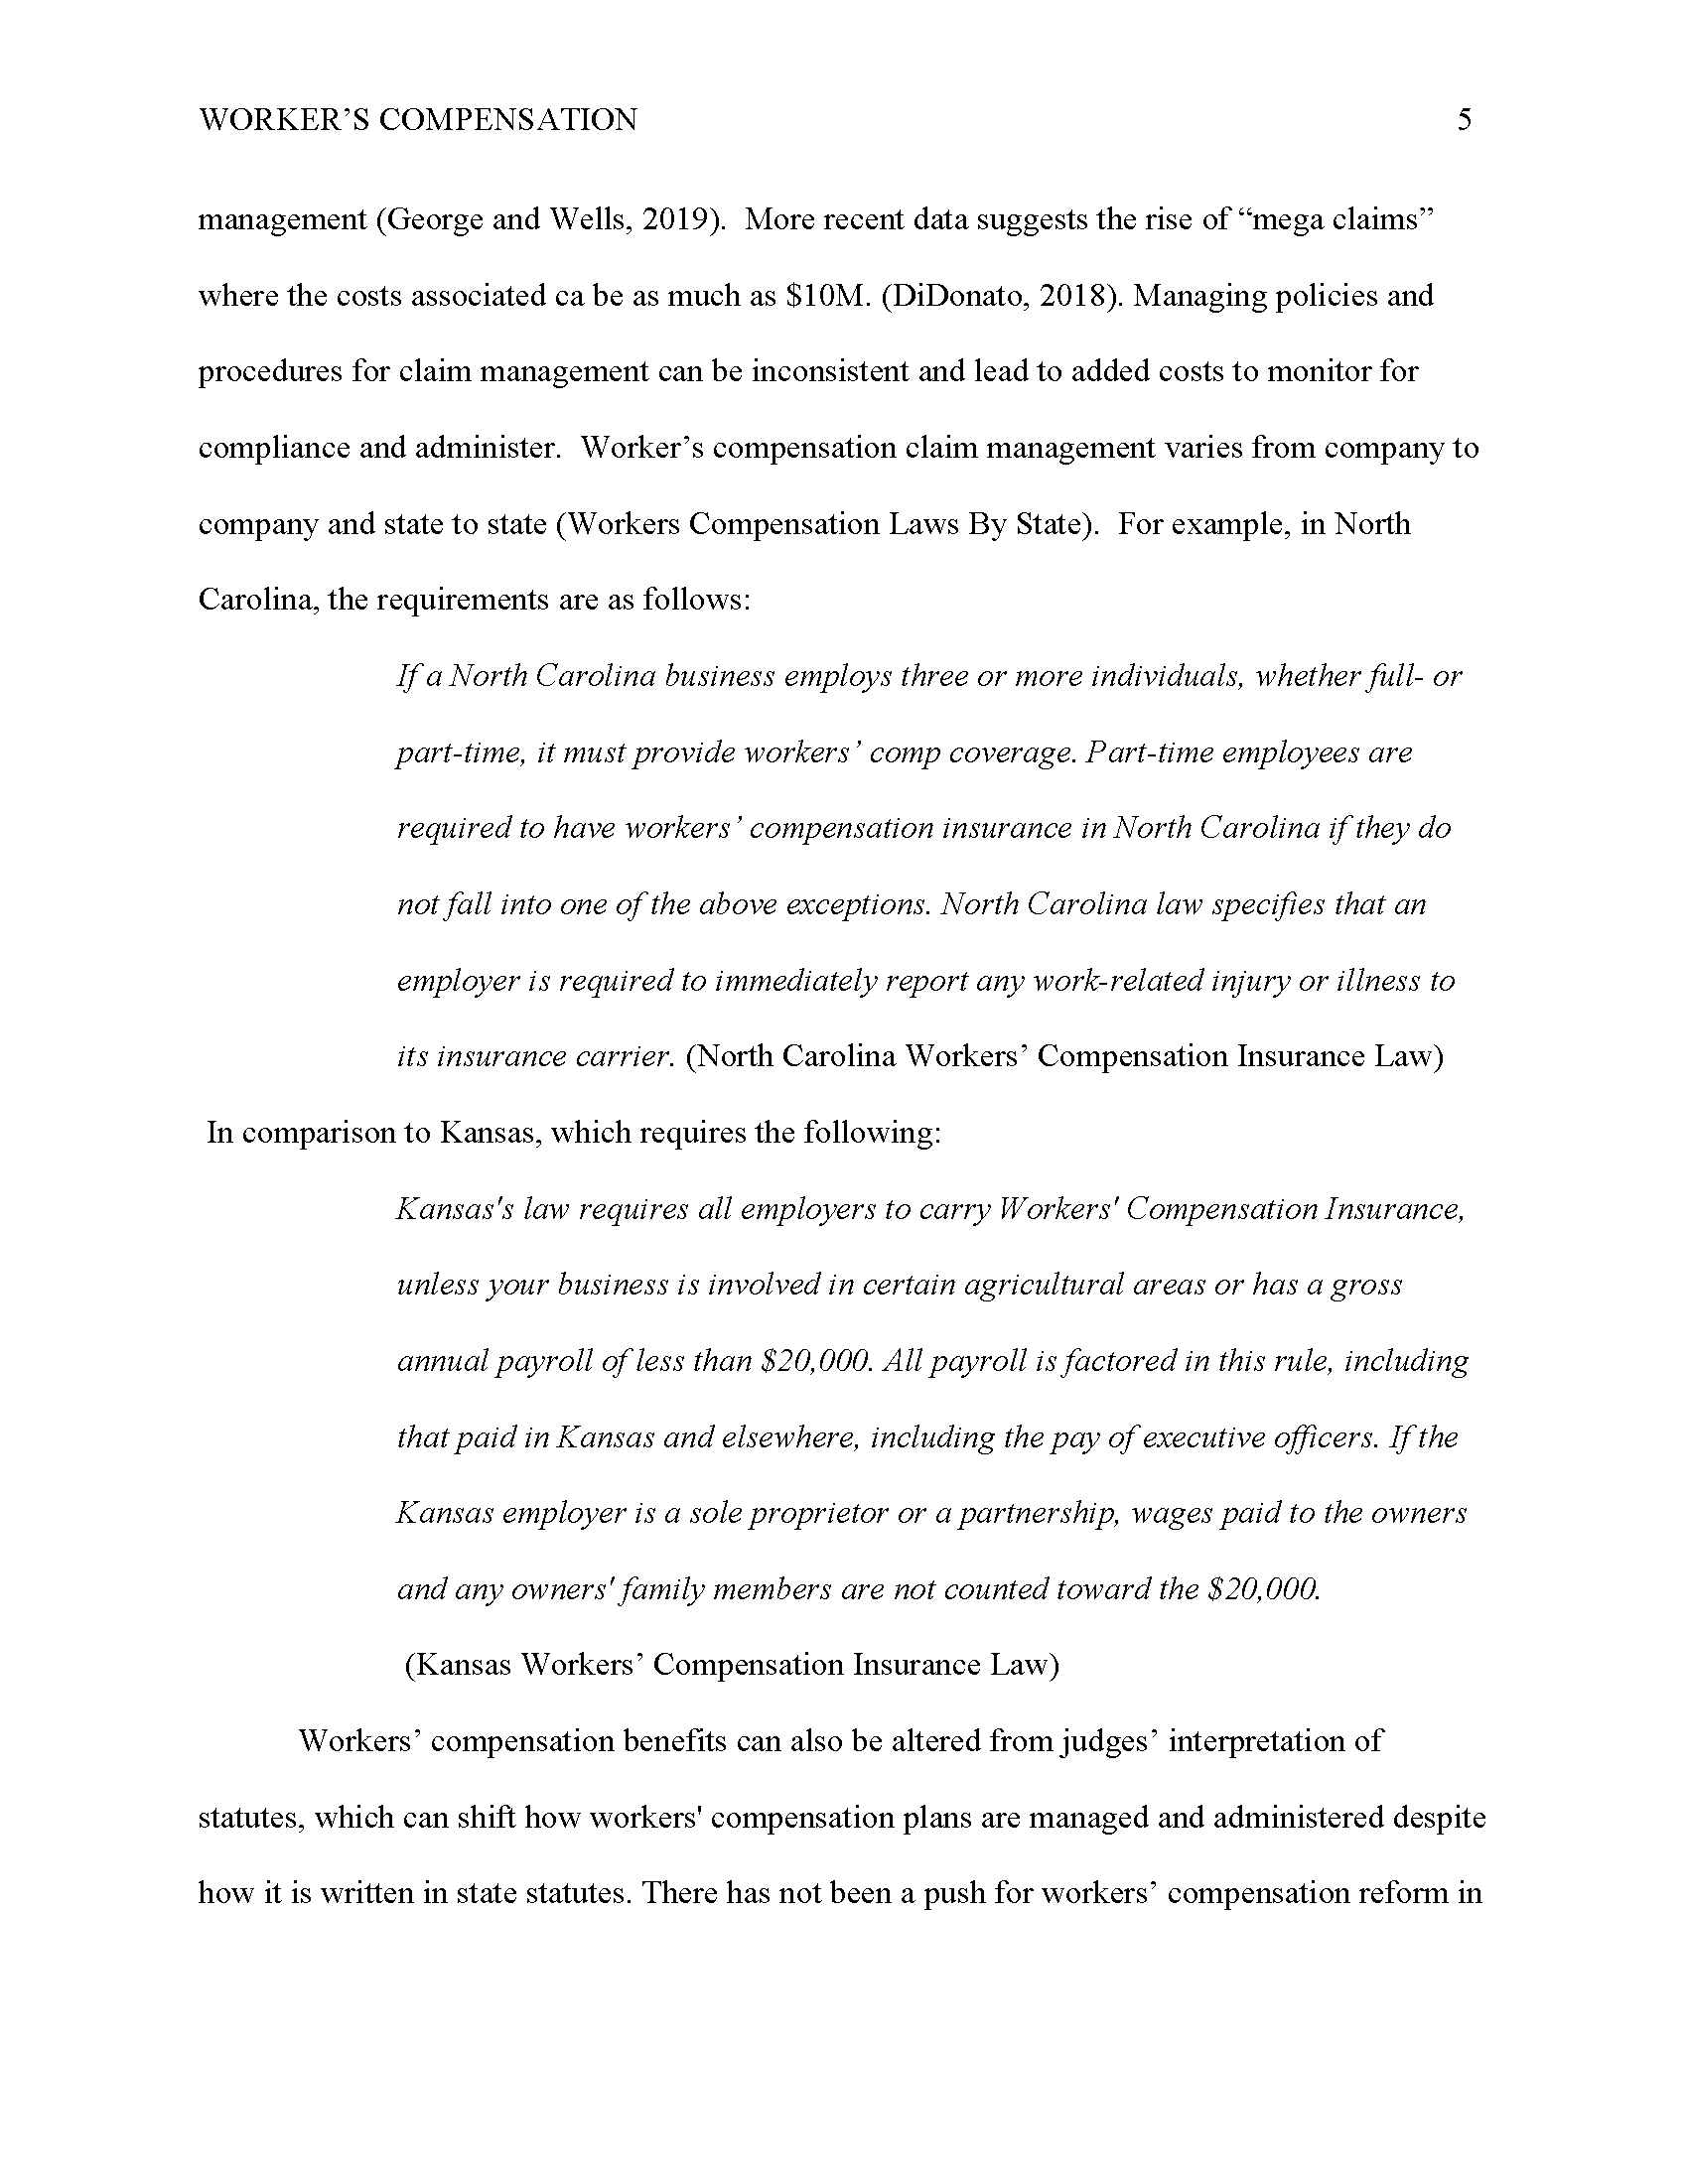 WORKER’S COMPENSATION 5
management (George and Wells, 2019).  More recent data suggests the rise of “mega claims”
where the costs associated ca be as much as $10M. (DiDonato, 2018). Managing policies and
procedures for claim management can be inconsistent and lead to added costs to monitor for
compliance and administer.  Worker’s compensation claim management varies from company to
company and state to state (Workers Compensation Laws By State).  For example, in North
Carolina, the requirements are as follows:
If a North Carolina business employs three or more individuals, whether full- or
part-time, it must provide workers’ comp coverage. Part-time employees are
required to have workers’ compensation insurance in North Carolina if they do
not fall into one of the above exceptions. North Carolina law specifies that an
employer is required to immediately report any work-related injury or illness to
its insurance carrier. (North Carolina Workers’ Compensation Insurance Law)
In comparison to Kansas, which requires the following:
Kansas's law requires all employers to carry Workers' Compensation Insurance,
unless your business is involved in certain agricultural areas or has a gross
annual payroll of less than $20,000. All payroll is factored in this rule, including
that paid in Kansas and elsewhere, including the pay of executive officers. If the
Kansas employer is a sole proprietor or a partnership, wages paid to the owners
and any owners' family members are not counted toward the $20,000.
(Kansas Workers’ Compensation Insurance Law)
Workers’ compensation benefits can also be altered from judges’ interpretation of
statutes, which can shift how workers' compensation plans are managed and administered despite
how it is written in state statutes. There has not been a push for workers’ compensation reform in